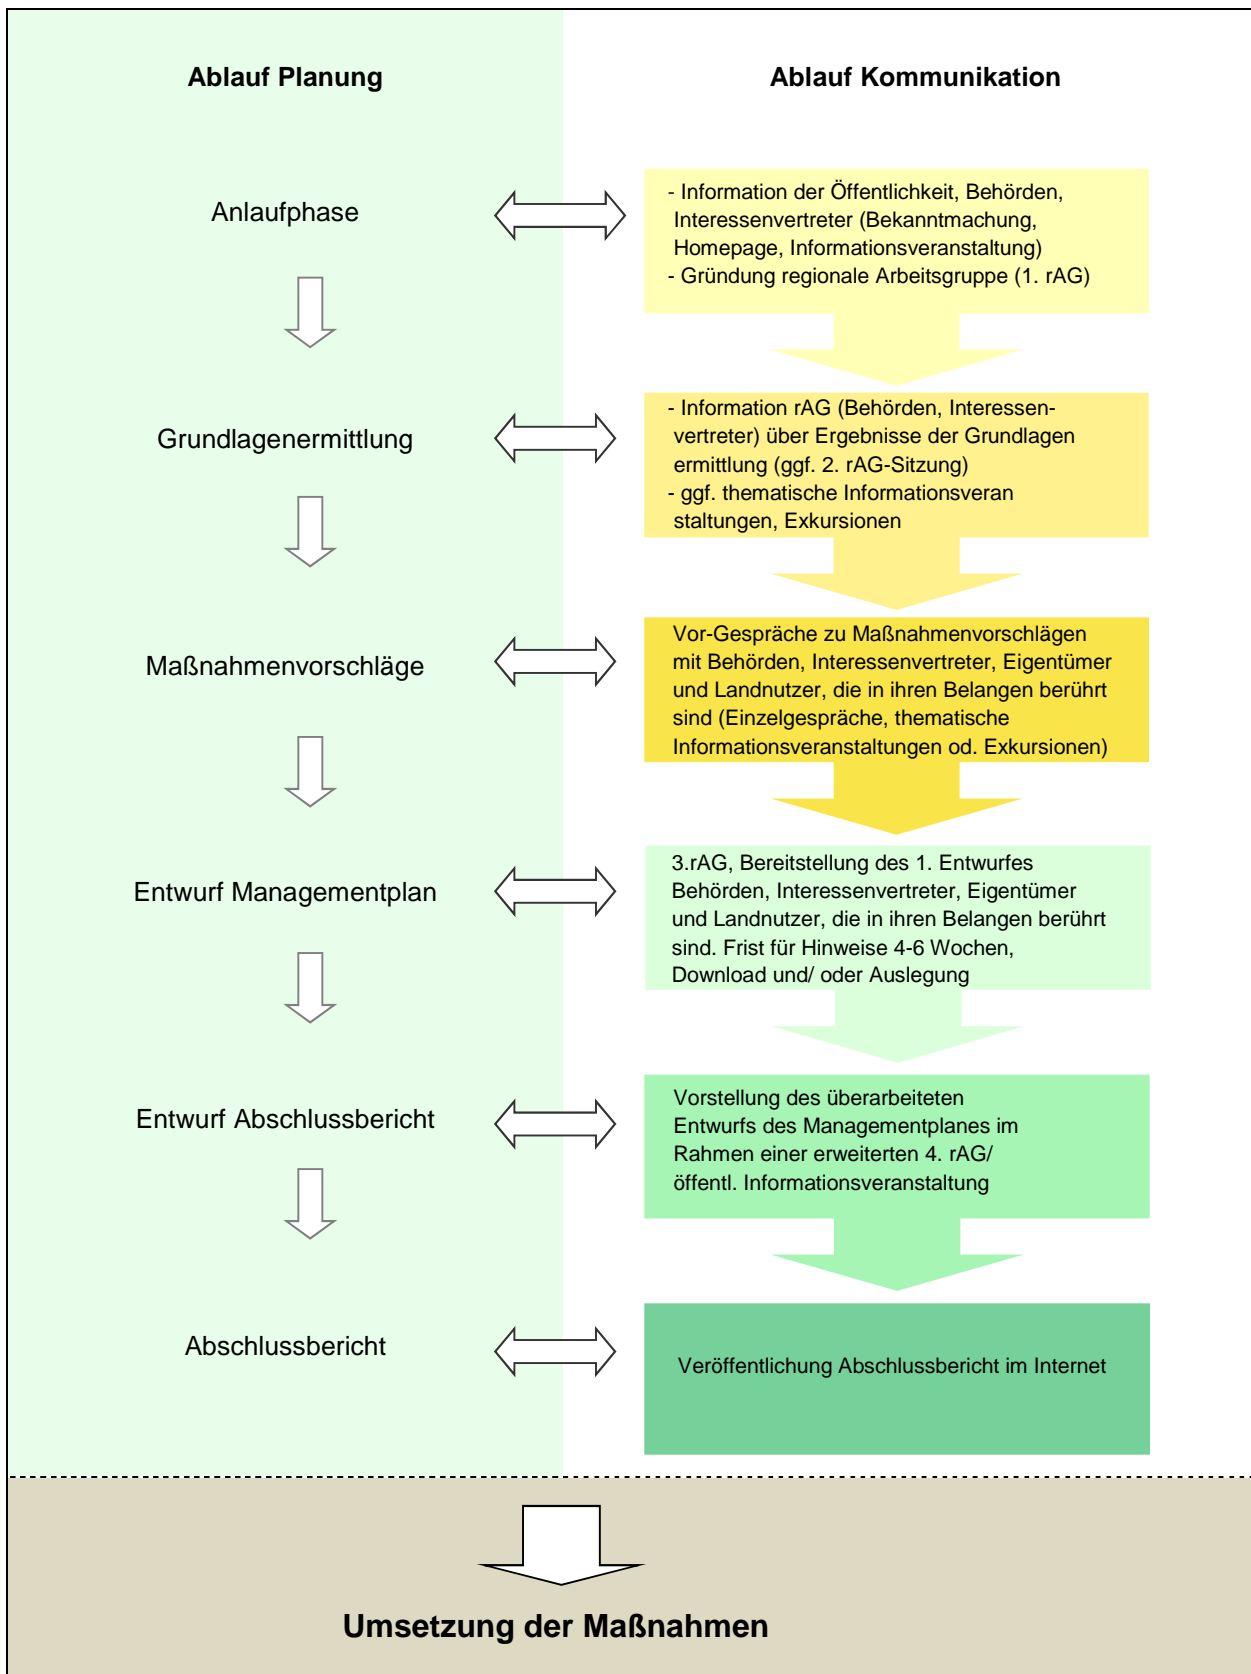 Ablauf Planung
Ablauf Kommunikation
Anlaufphase
- Information der Öffentlichkeit, Behörden,
Interessenvertreter (Bekanntmachung,
Homepage, Informationsveranstaltung)
- Gründung regionale Arbeitsgruppe (1. rAG)
Grundlagenermittlung
- Information rAG (Behörden, Interessen-
vertreter) über Ergebnisse der Grundlagen
ermittlung (ggf. 2. rAG-Sitzung)
- ggf. thematische Informationsveran
staltungen, Exkursionen
Maßnahmenvorschläge
Vor-Gespräche zu Maßnahmenvorschlägen
mit Behörden, Interessenvertreter, Eigentümer
und Landnutzer, die in ihren Belangen berührt
sind (Einzelgespräche, thematische
Informationsveranstaltungen od. Exkursionen)
Entwurf Managementplan
3.rAG, Bereitstellung des 1. Entwurfes
Behörden, Interessenvertreter, Eigentümer
und Landnutzer, die in ihren Belangen berührt
sind. Frist für Hinweise 4-6 Wochen,
Download und/ oder Auslegung
Entwurf Abschlussbericht
Vorstellung des überarbeiteten
Entwurfs des Managementplanes im
Rahmen einer erweiterten 4. rAG/
öffentl. Informationsveranstaltung
Abschlussbericht
Veröffentlichung Abschlussbericht im Internet
Umsetzung der Maßnahmen